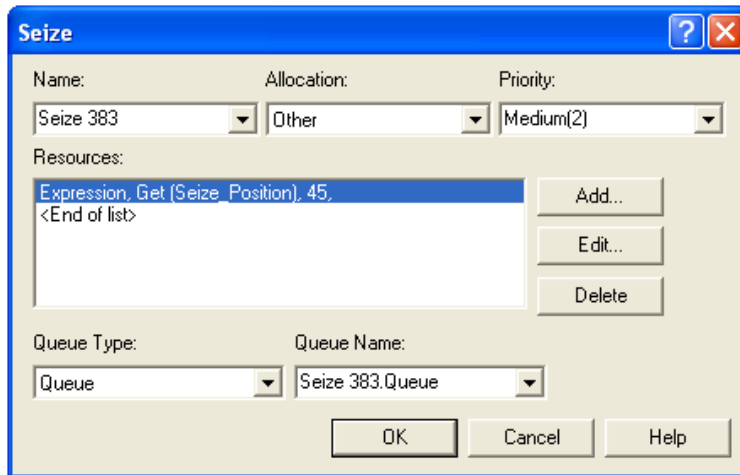 Seize
Name: Allocation: Priority:
Seize 383 Other Medium(2)
Resources:
Expression, Get (Seize_Position), 45,
<End of list>
Add...
Edit...
Delete
Queue Type: Queue Name:
Queue Seize 383.Queue
OK Cancel Help